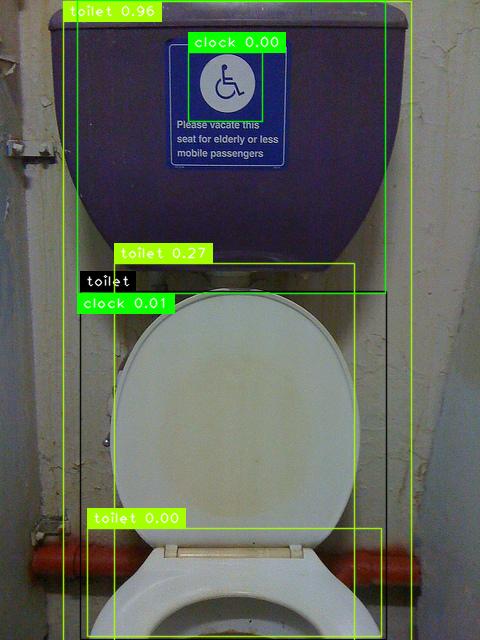 toilet 0.96
clock 0.00
Please vacate this
seat for elderly or less
mobile passengers
toilet 0.27
toilet
clock 0.01
toilet 0.00